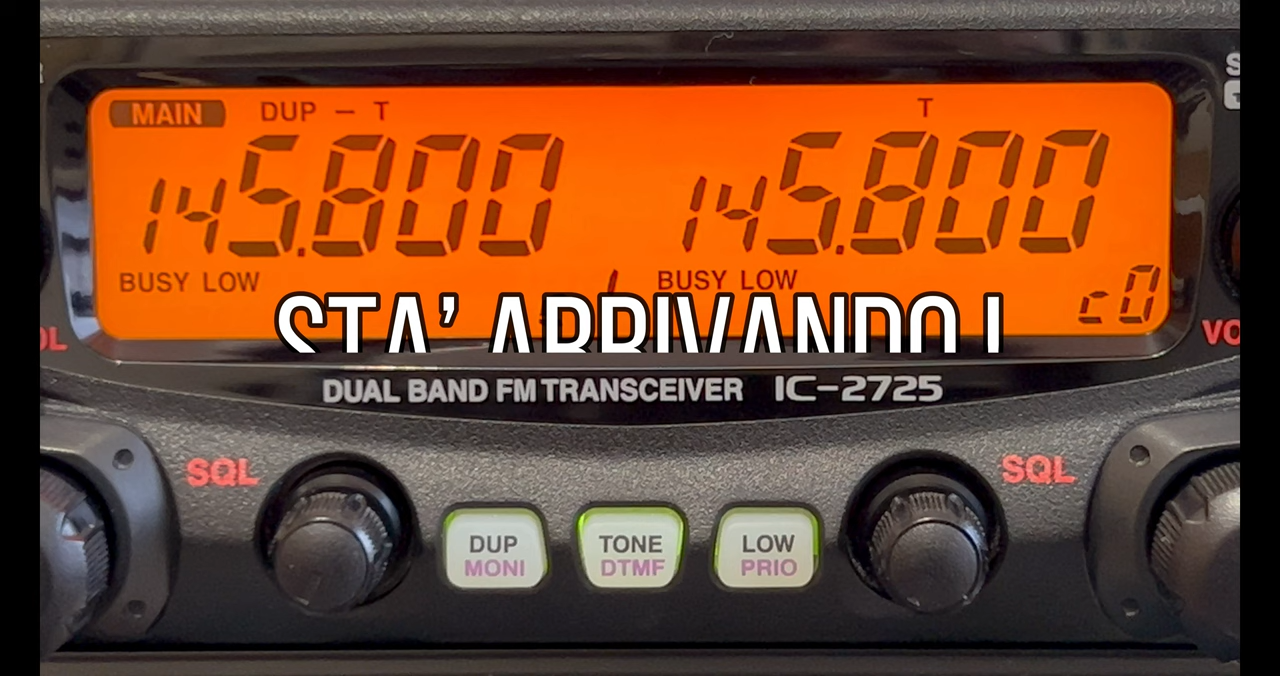 MAIN DUP – T
T
145.800
145.800
BUSY LOW
BUSY LOW
c0
STA’ ARRIVANDO !
DUAL BAND FM TRANSCEIVER IC-2725
SQL
SQL
DUP
MONI
TONE
DTMF
LOW
PRIO